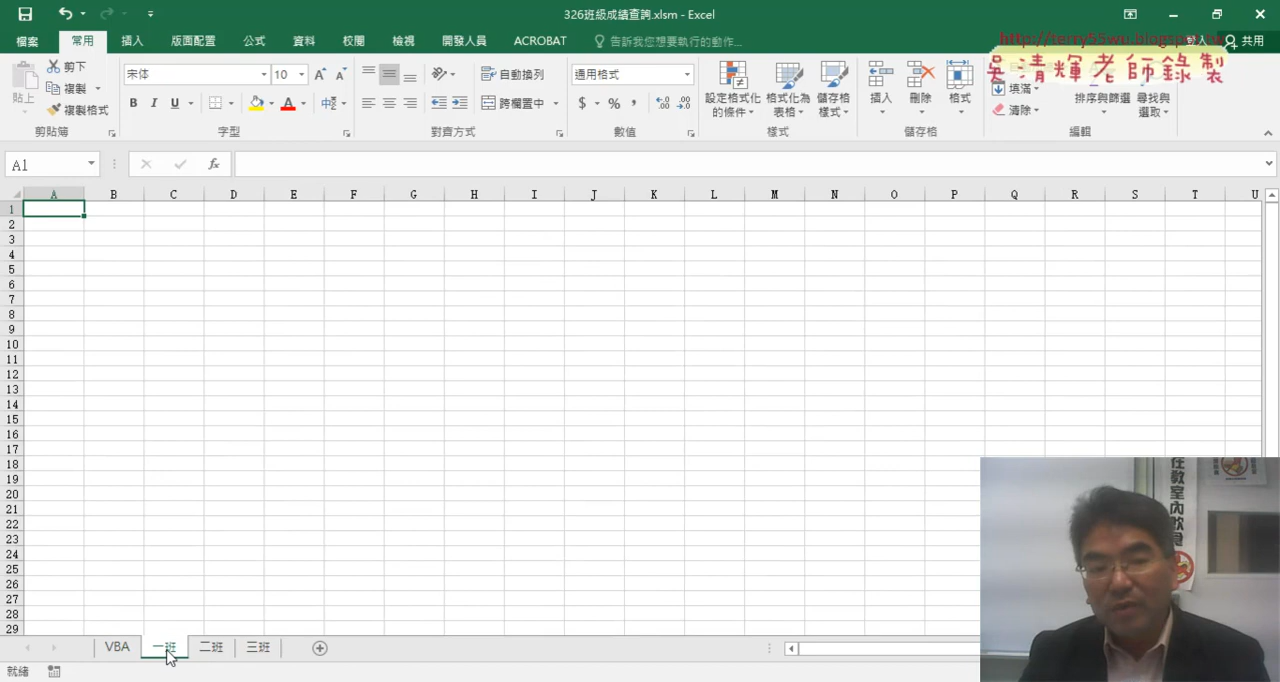 326班級成績查詢.xlsm - Excel
檔案 常用 插入 版面配置 公式 資料 校閱 檢視 開發人員 ACROBAT 告訴我您想要執行的動作... 登入 共用
http://terry55wu.blogspot.tw
吳清輝老師錄製
貼上 剪下 複製 複製格式 剪貼簿
宋体 10 B I U A 中 字型
自動換列 跨欄置中 對齊方式
通用格式 $ % 數值
設定格式化的條件 格式化為表格 儲存格樣式 樣式
插入 刪除 格式 儲存格
填滿 清除 排序與篩選 尋找與選取 編輯
A1 fx
A B C D E F G H I J K L M N O P Q R S T U
1
2
3
4
5
6
7
8
9
10
11
12
13
14
15
16
17
18
19
20
21
22
23
24
25
26
27
28
29
在教室內飲食
VBA 一班 二班 三班
就緒